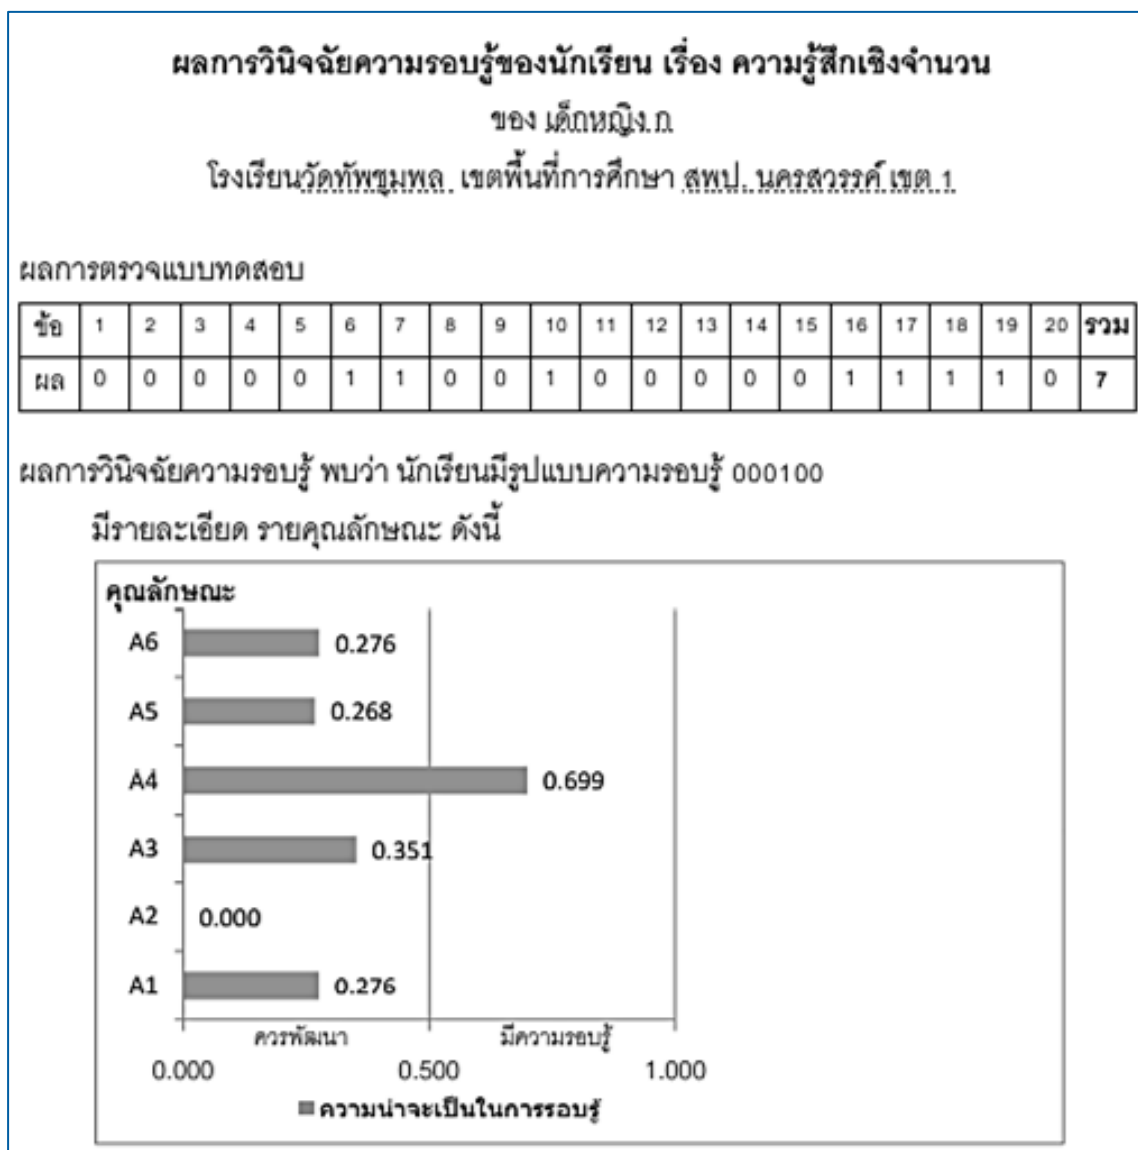 ผลการวินิจฉัยความรอบรู้ของนักเรียน เรื่อง ความรู้สึกเชิงจำนวน
ของ เด็กหญิง ก
โรงเรียนวัดทัพชุมพล เขตพื้นที่การศึกษา สพป. นครสวรรค์ เขต 1
ผลการตรวจแบบทดสอบ
ข้อ 1 2 3 4 5 6 7 8 9 10 11 12 13 14 15 16 17 18 19 20 รวม
ผล 0 0 0 0 0 1 1 0 0 1 0 0 0 0 0 1 1 1 1 0 7
ผลการวินิจฉัยความรอบรู้ พบว่า นักเรียนมีรูปแบบความรอบรู้ 000100
มีรายละเอียด รายคุณลักษณะ ดังนี้
คุณลักษณะ
A6 0.276
A5 0.268
A4 0.699
A3 0.351
A2 0.000
A1 0.276
ควรพัฒนา มีความรอบรู้
0.000 0.500 1.000
ความน่าจะเป็นในการรอบรู้